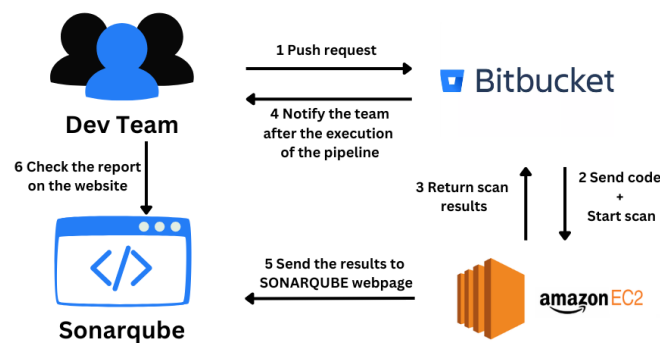 1 Push request
Bitbucket
Dev Team
4 Notify the team
after the execution
of the pipeline
6 Check the report
on the website
3 Return scan
results
2 Send code
+
Start scan
</>
5 Send the results to
SONARQUBE webpage
amazon EC2
Sonarqube